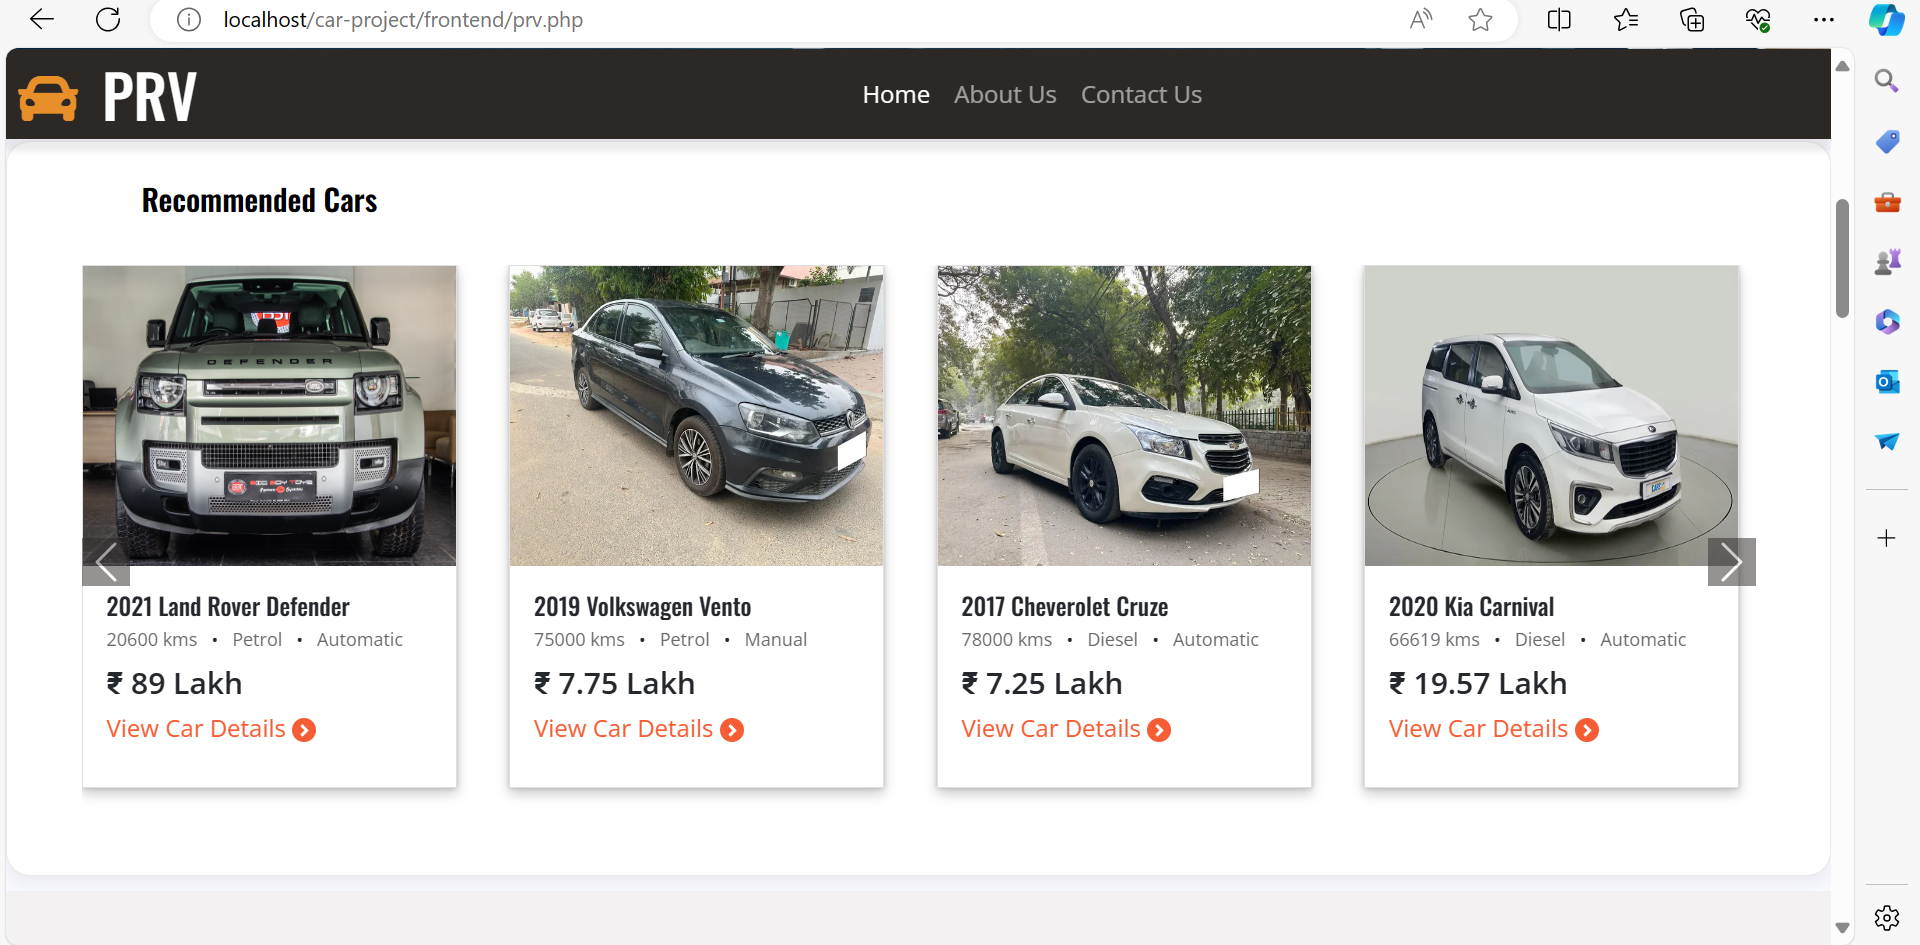 localhost/car-project/frontend/prv.php
PRV
Home About Us Contact Us
Recommended Cars
DEFENDER
BIG BOY TOYZ
2021 Land Rover Defender
20600 kms • Petrol • Automatic
₹ 89 Lakh
View Car Details
2019 Volkswagen Vento
75000 kms • Petrol • Manual
₹ 7.75 Lakh
View Car Details
2017 Cheverolet Cruze
78000 kms • Diesel • Automatic
₹ 7.25 Lakh
View Car Details
2020 Kia Carnival
66619 kms • Diesel • Automatic
₹ 19.57 Lakh
View Car Details